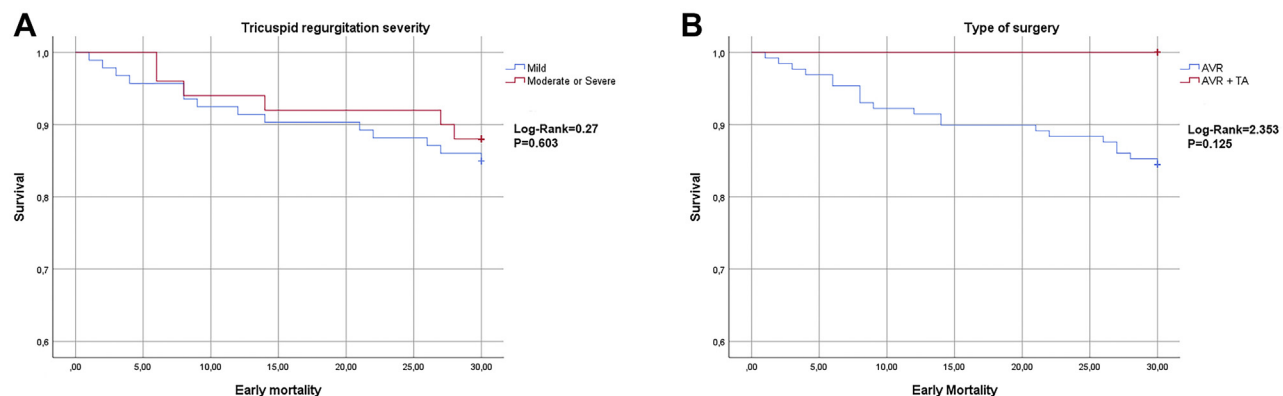 A
Tricuspid regurgitation severity
1,0
0,9
0,8
0,7
0,6
Survival
,00 5,00 10,00 15,00 20,00 25,00 30,00
Early mortality
Mild
Moderate or Severe
Log-Rank=0.27
P=0.603
B
Type of surgery
1,0
0,9
0,8
0,7
0,6
Survival
,00 5,00 10,00 15,00 20,00 25,00 30,00
Early Mortality
AVR
AVR + TA
Log-Rank=2.353
P=0.125